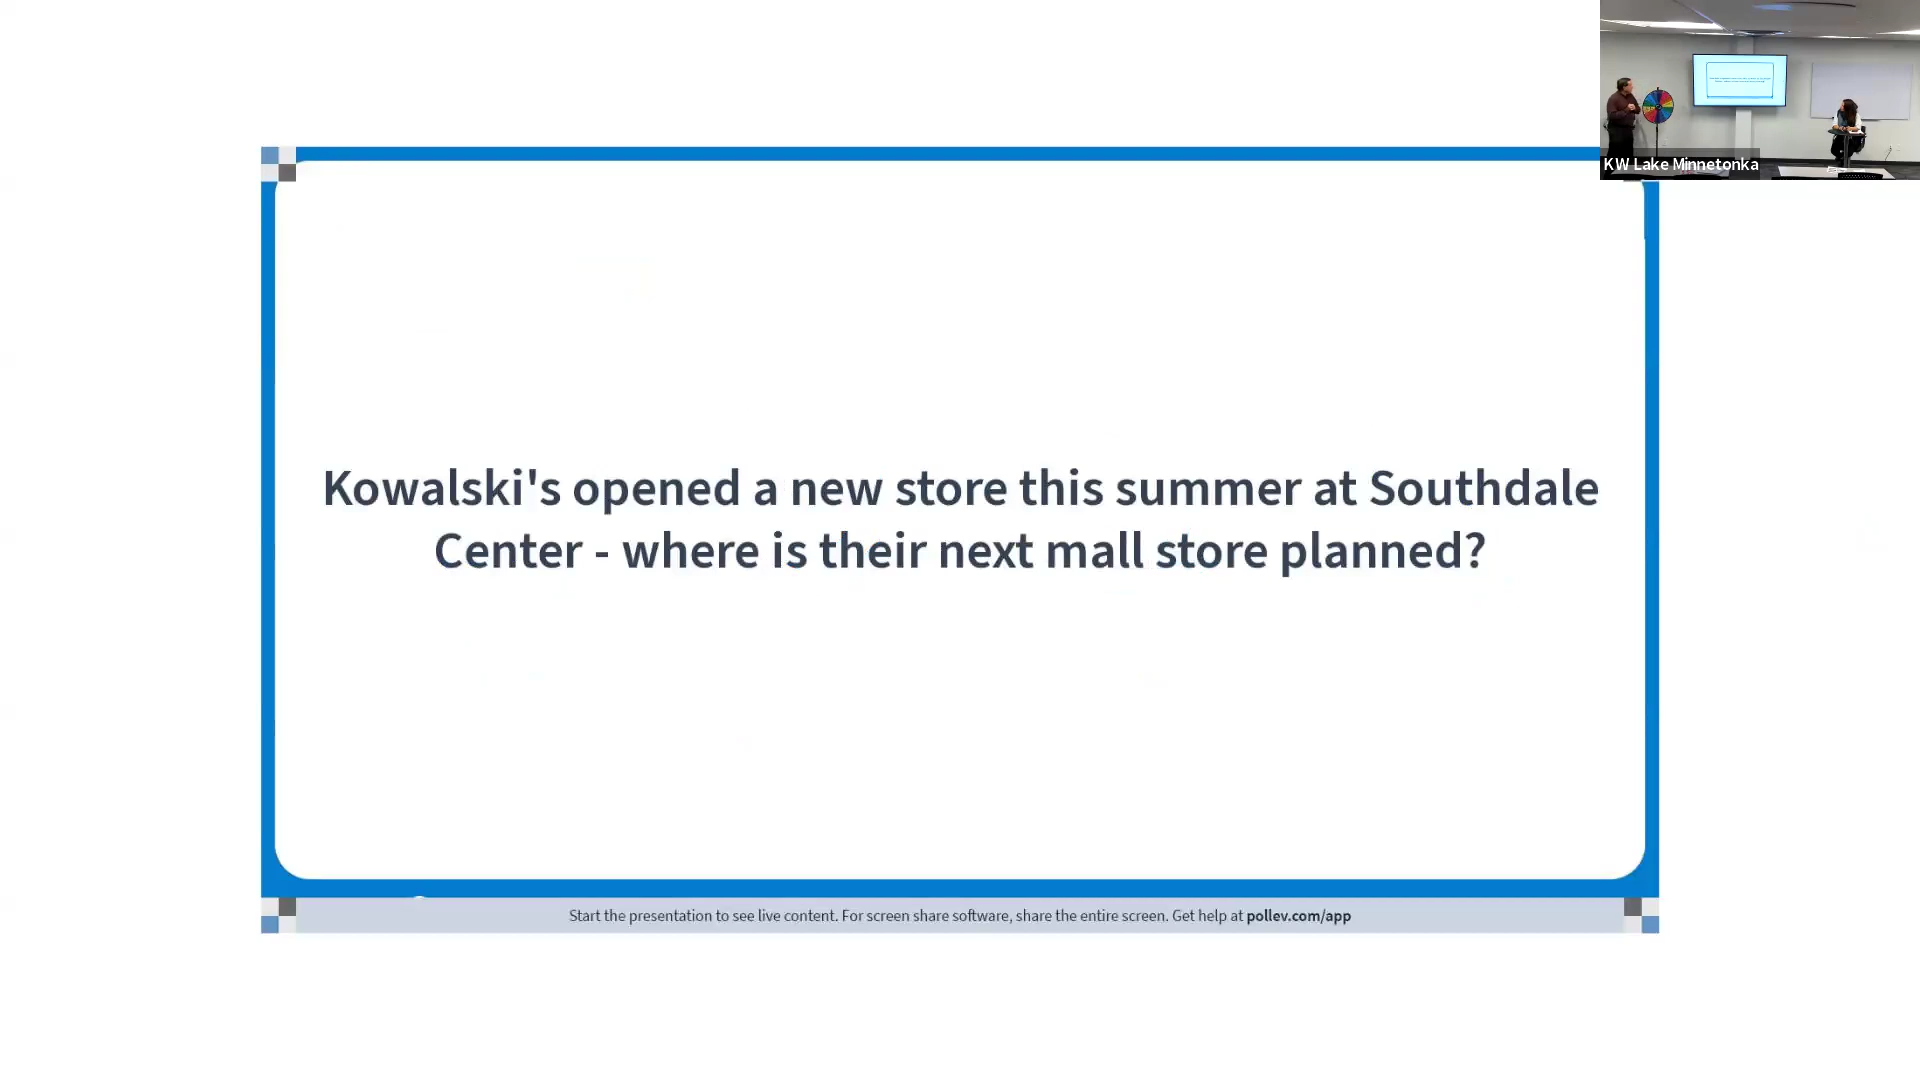 KW Lake Minnetonka
Kowalski's opened a new store this summer at Southdale
Center - where is their next mall store planned?
Start the presentation to see live content. For screen share software, share the entire screen. Get help at pollev.com/app